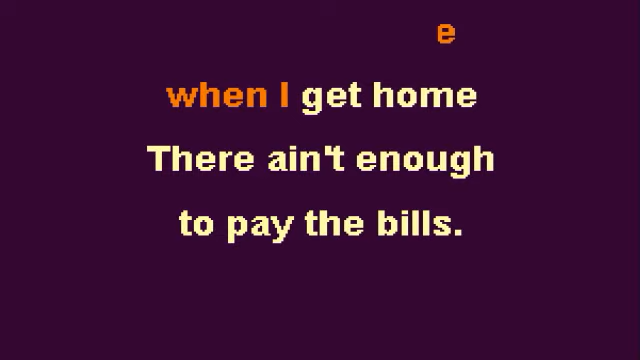 e
when I get home
There ain't enough
to pay the bills.